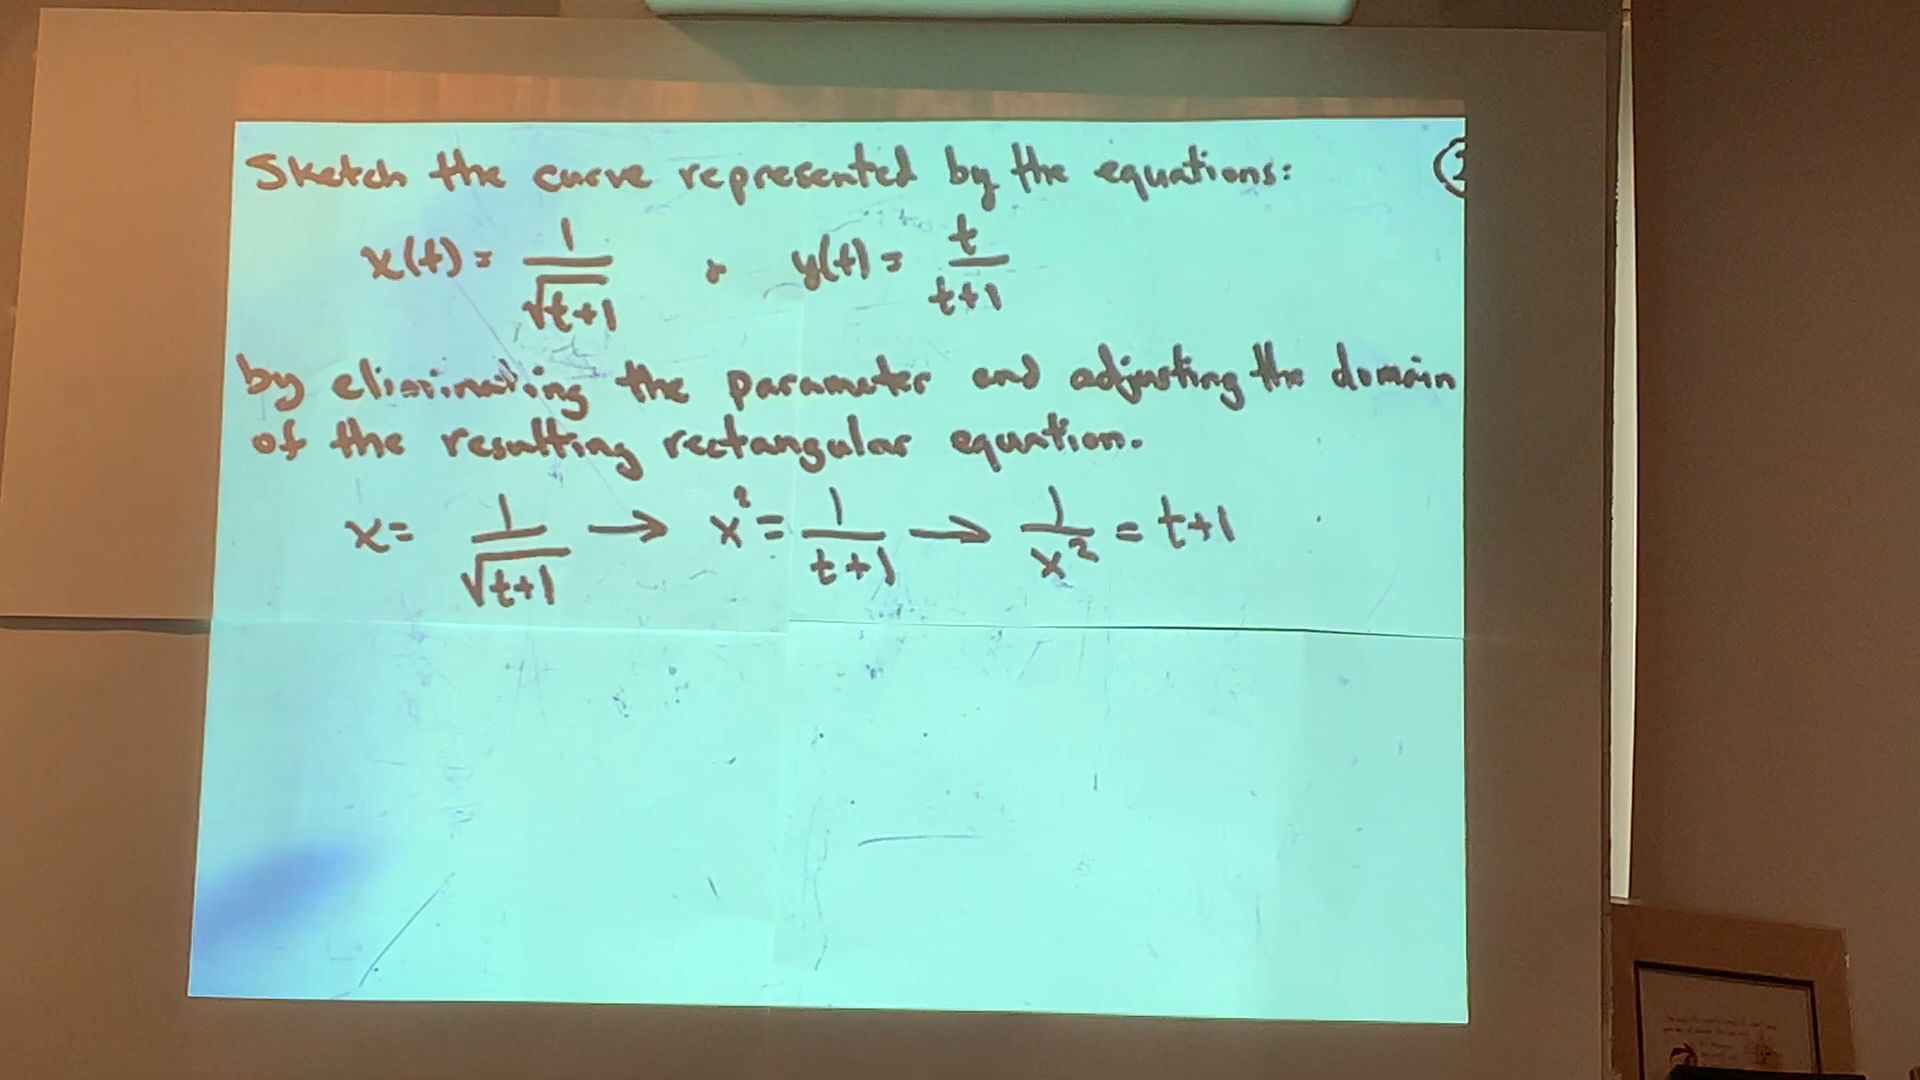 Sketch the curve represented by the equations:
x(t) = 1/√(t+1) & y(t) = t/(t+1)
by eliminating the parameter and adjusting the domain
of the resulting rectangular equation.
x = 1/√(t+1) → x² = 1/(t+1) → 1/x² = t+1